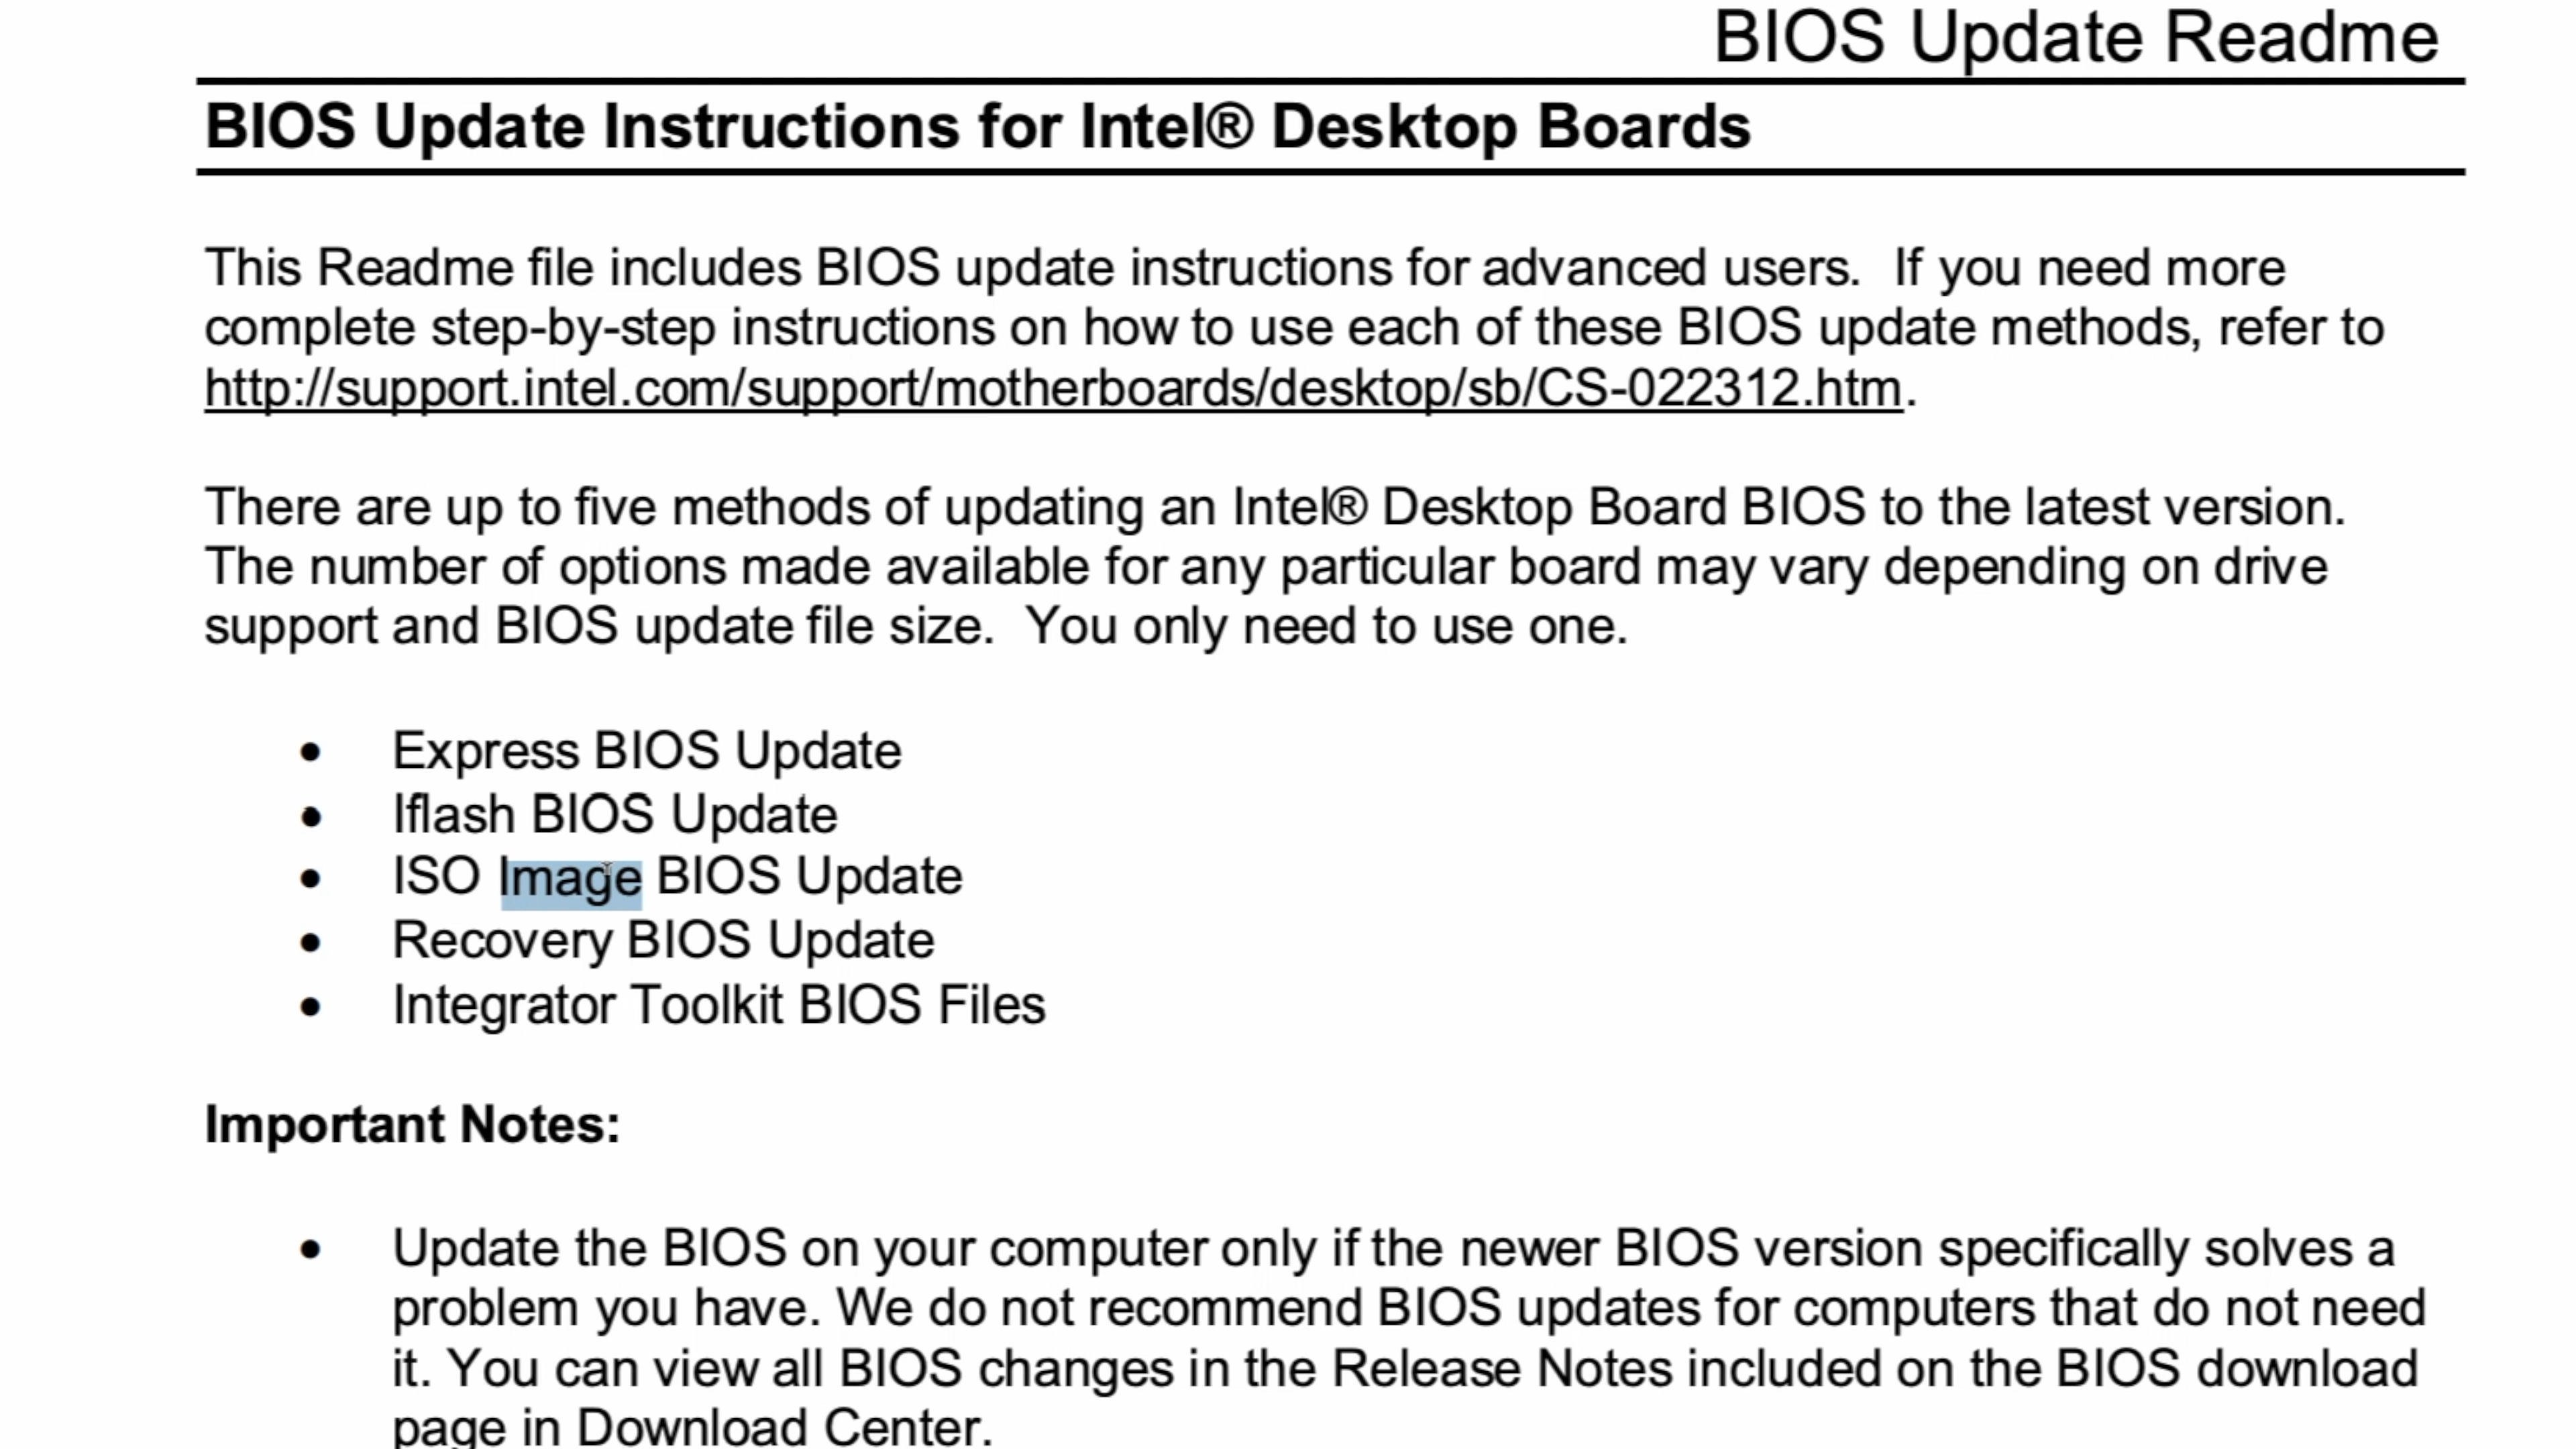 BIOS Update Readme
BIOS Update Instructions for Intel® Desktop Boards
This Readme file includes BIOS update instructions for advanced users.  If you need more
complete step-by-step instructions on how to use each of these BIOS update methods, refer to
http://support.intel.com/support/motherboards/desktop/sb/CS-022312.htm.
There are up to five methods of updating an Intel® Desktop Board BIOS to the latest version.
The number of options made available for any particular board may vary depending on drive
support and BIOS update file size.  You only need to use one.
• Express BIOS Update
• Iflash BIOS Update
• ISO Image BIOS Update
• Recovery BIOS Update
• Integrator Toolkit BIOS Files
Important Notes:
• Update the BIOS on your computer only if the newer BIOS version specifically solves a
problem you have. We do not recommend BIOS updates for computers that do not need
it. You can view all BIOS changes in the Release Notes included on the BIOS download
page in Download Center.